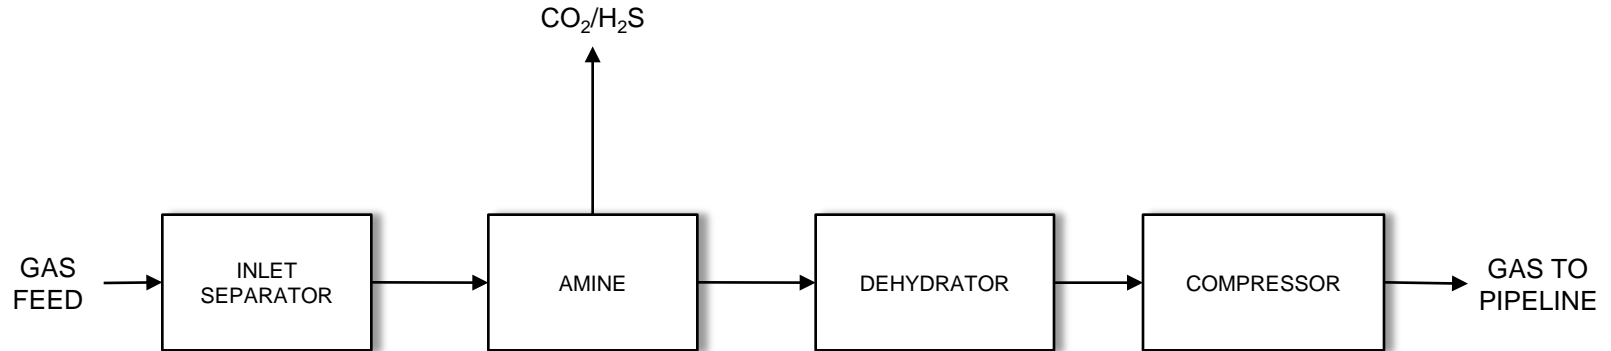 CO₂/H₂S
GAS
FEED
INLET
SEPARATOR
AMINE
DEHYDRATOR
COMPRESSOR
GAS TO
PIPELINE